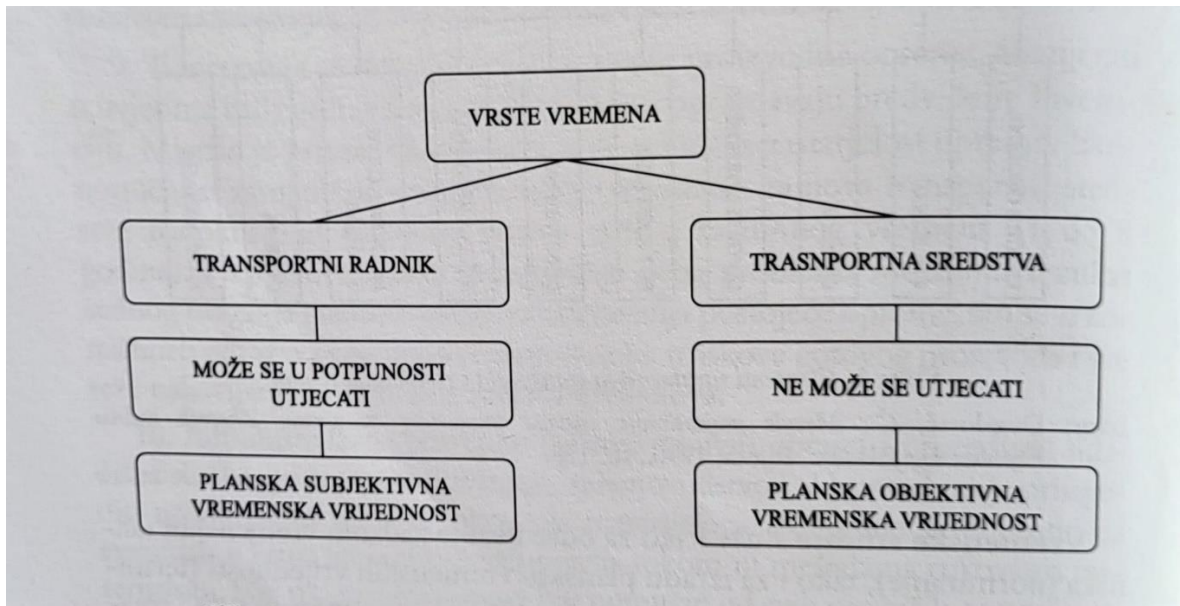 VRSTE VREMENA
TRANSPORTNI RADNIK
TRASNPORTNA SREDSTVA
MOŽE SE U POTPUNOSTI
UTJECATI
NE MOŽE SE UTJECATI
PLANSKA SUBJEKTIVNA
VREMENSKA VRIJEDNOST
PLANSKA OBJEKTIVNA
VREMENSKA VRIJEDNOST